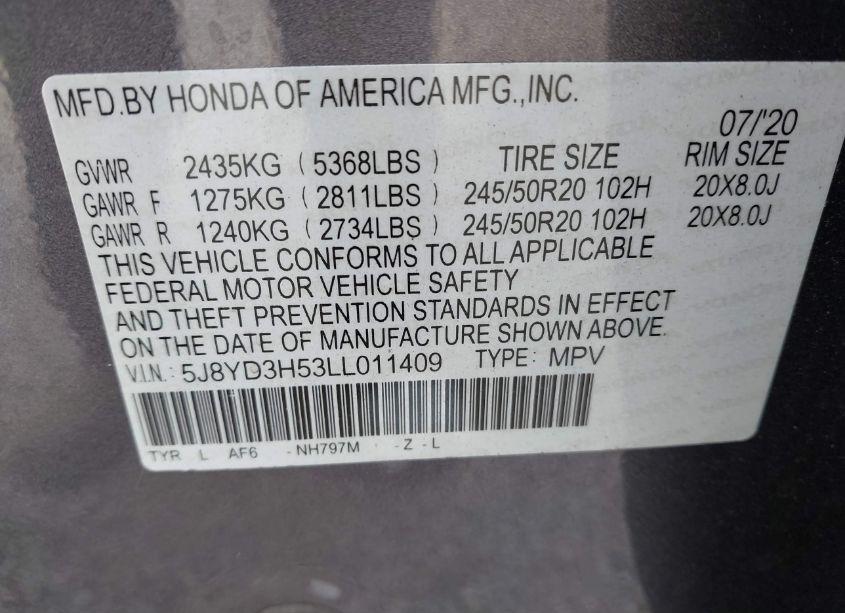 MFD.BY HONDA OF AMERICA MFG.,INC.
07/'20
GVWR 2435KG ( 5368LBS ) TIRE SIZE RIM SIZE
GAWR F 1275KG ( 2811LBS ) 245/50R20 102H 20X8.0J
GAWR R 1240KG ( 2734LBS ) 245/50R20 102H 20X8.0J
THIS VEHICLE CONFORMS TO ALL APPLICABLE
FEDERAL MOTOR VEHICLE SAFETY
AND THEFT PREVENTION STANDARDS IN EFFECT
ON THE DATE OF MANUFACTURE SHOWN ABOVE.
V.I.N.: 5J8YD3H53LL011409 TYPE: MPV
TYR L AF6 - NH797M - Z - L